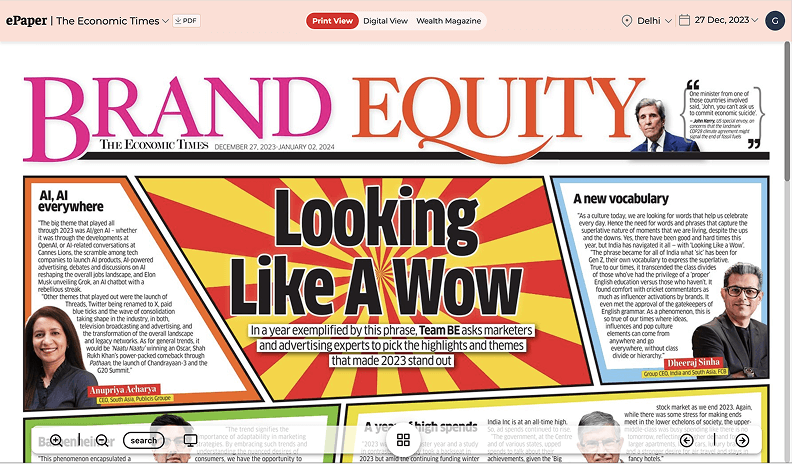 ePaper | The Economic Times
PDF
Print View
Digital View
Wealth Magazine
Delhi
27 Dec, 2023
G
BRAND EQUITY
THE ECONOMIC TIMES DECEMBER 27, 2023-JANUARY 02, 2024
“One minister from one of
those countries involved
said, 'John, you can't ask us
to commit economic suicide'.
– John Kerry, US special envoy, on
concerns that the landmark
COP28 climate agreement might
signal the end of fossil fuels
”
AI, AI
everywhere
"The big theme that played all
through 2023 was AI/gen AI - whether
it was through the developments at
OpenAI, or AI-related conversations at
Cannes Lions, the scramble among tech
companies to launch AI products, AI-powered
advertising, debates and discussions on AI
reshaping the overall jobs landscape, and Elon
Musk unveiling Grok, an AI chatbot with a
rebellious streak.
"Other themes that played out were the launch of
Threads, Twitter being renamed to X, paid
blue ticks and the wave of consolidation
taking shape in the industry, in both,
television broadcasting and advertising, and
the transformation of the overall landscape
and legacy networks. As for general trends, it
would be 'Naatu Naatu' winning an Oscar, Shah
Rukh Khan's power-packed comeback through
Pathaan, the launch of Chandrayaan-3 and the
G20 Summit."
Anupriya Acharya
CEO, South Asia, Publicis Groupe
Looking
Like A Wow
In a year exemplified by this phrase, Team BE asks marketers
and advertising experts to pick the highlights and themes
that made 2023 stand out
A new vocabulary
"As a culture today, we are looking for words that help us celebrate
every day. Hence the need for words and phrases that capture the
superlative nature of moments that we are living, despite the ups
and the downs. Yes, there have been good and hard times this
year, but India has navigated it all – with 'Looking Like a Wow'.
"The phrase became for all of India what 'sic' has been for
Gen Z, their own vocabulary to express the superlative.
True to our times, it transcended the class divides
of those who've had the privilege of a 'proper'
English education versus those who haven't. It
found comfort with cricket commentators as
much as influencer activations by brands. It
even met the approval of the gatekeepers of
English grammar. As a phenomenon, this is
so true of our times where ideas,
influences and pop culture
elements can come from
anywhere and go
everywhere, without class
divide or hierarchy."
Dheeraj Sinha
Group CEO, India and South Asia, FCB
"This phenomenon encapsulated a
search
"The trend signifies the
importance of adaptability in marketing
strategies. By embracing such trends and
consumers, we have the opportunity to
A year of high spends
2023 but amid the continuing funding winter
India Inc is at an all-time high.
So, ad spends continued to rise.
"The government, at the Centre
and of various states, upped
spends to talk about their
achievements, given the 'Big
stock market as we end 2023. Again,
while there was some stress for making ends
meet in the lower echelons of society, the upper
fancy hotels."